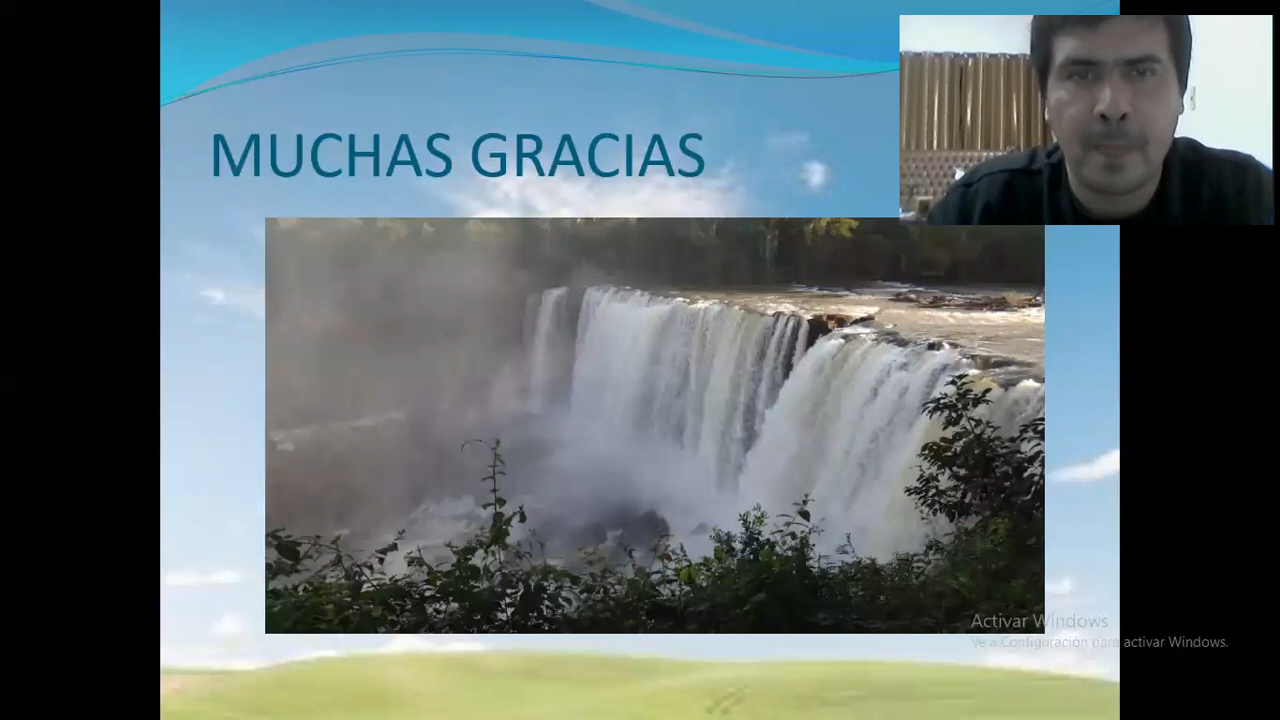 MUCHAS GRACIAS
Activar Windows
Ve a Configuración para activar Windows.